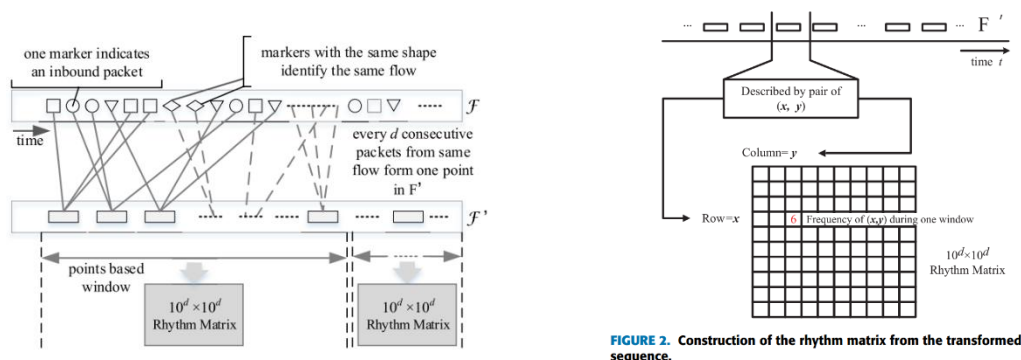 one marker indicates
an inbound packet
markers with the same shape
identify the same flow
F
time
every d consecutive
packets from same
flow form one point
in F'
F'
points based
window
10^d ×10^d
Rhythm Matrix
10^d ×10^d
Rhythm Matrix
... ... ... F'
time t
Described by pair of
(x, y)
Column= y
Row=x
6 Frequency of (x,y) during one window
10^d×10^d
Rhythm Matrix
FIGURE 2. Construction of the rhythm matrix from the transformed
sequence.